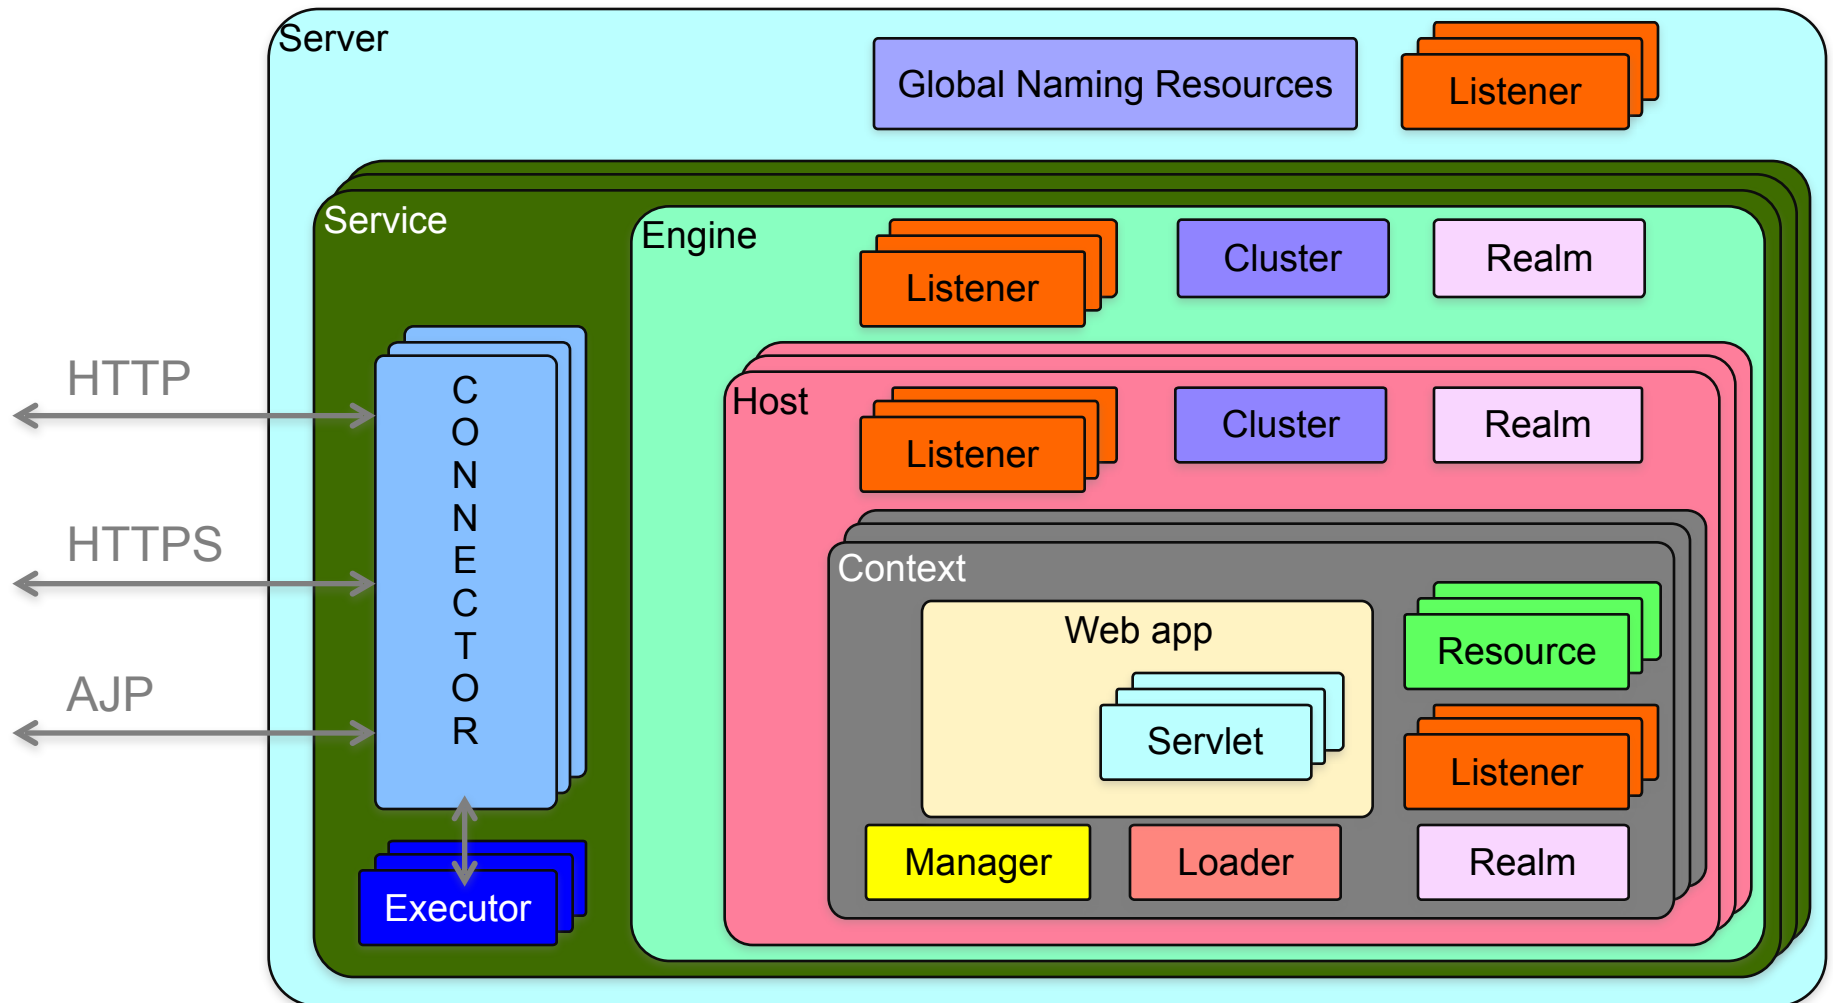 Server
Global Naming Resources
Listener
Service
Engine
Listener
Cluster
Realm
HTTP
HTTPS
AJP
CONNECTOR
Executor
Host
Listener
Cluster
Realm
Context
Web app
Servlet
Resource
Listener
Manager
Loader
Realm